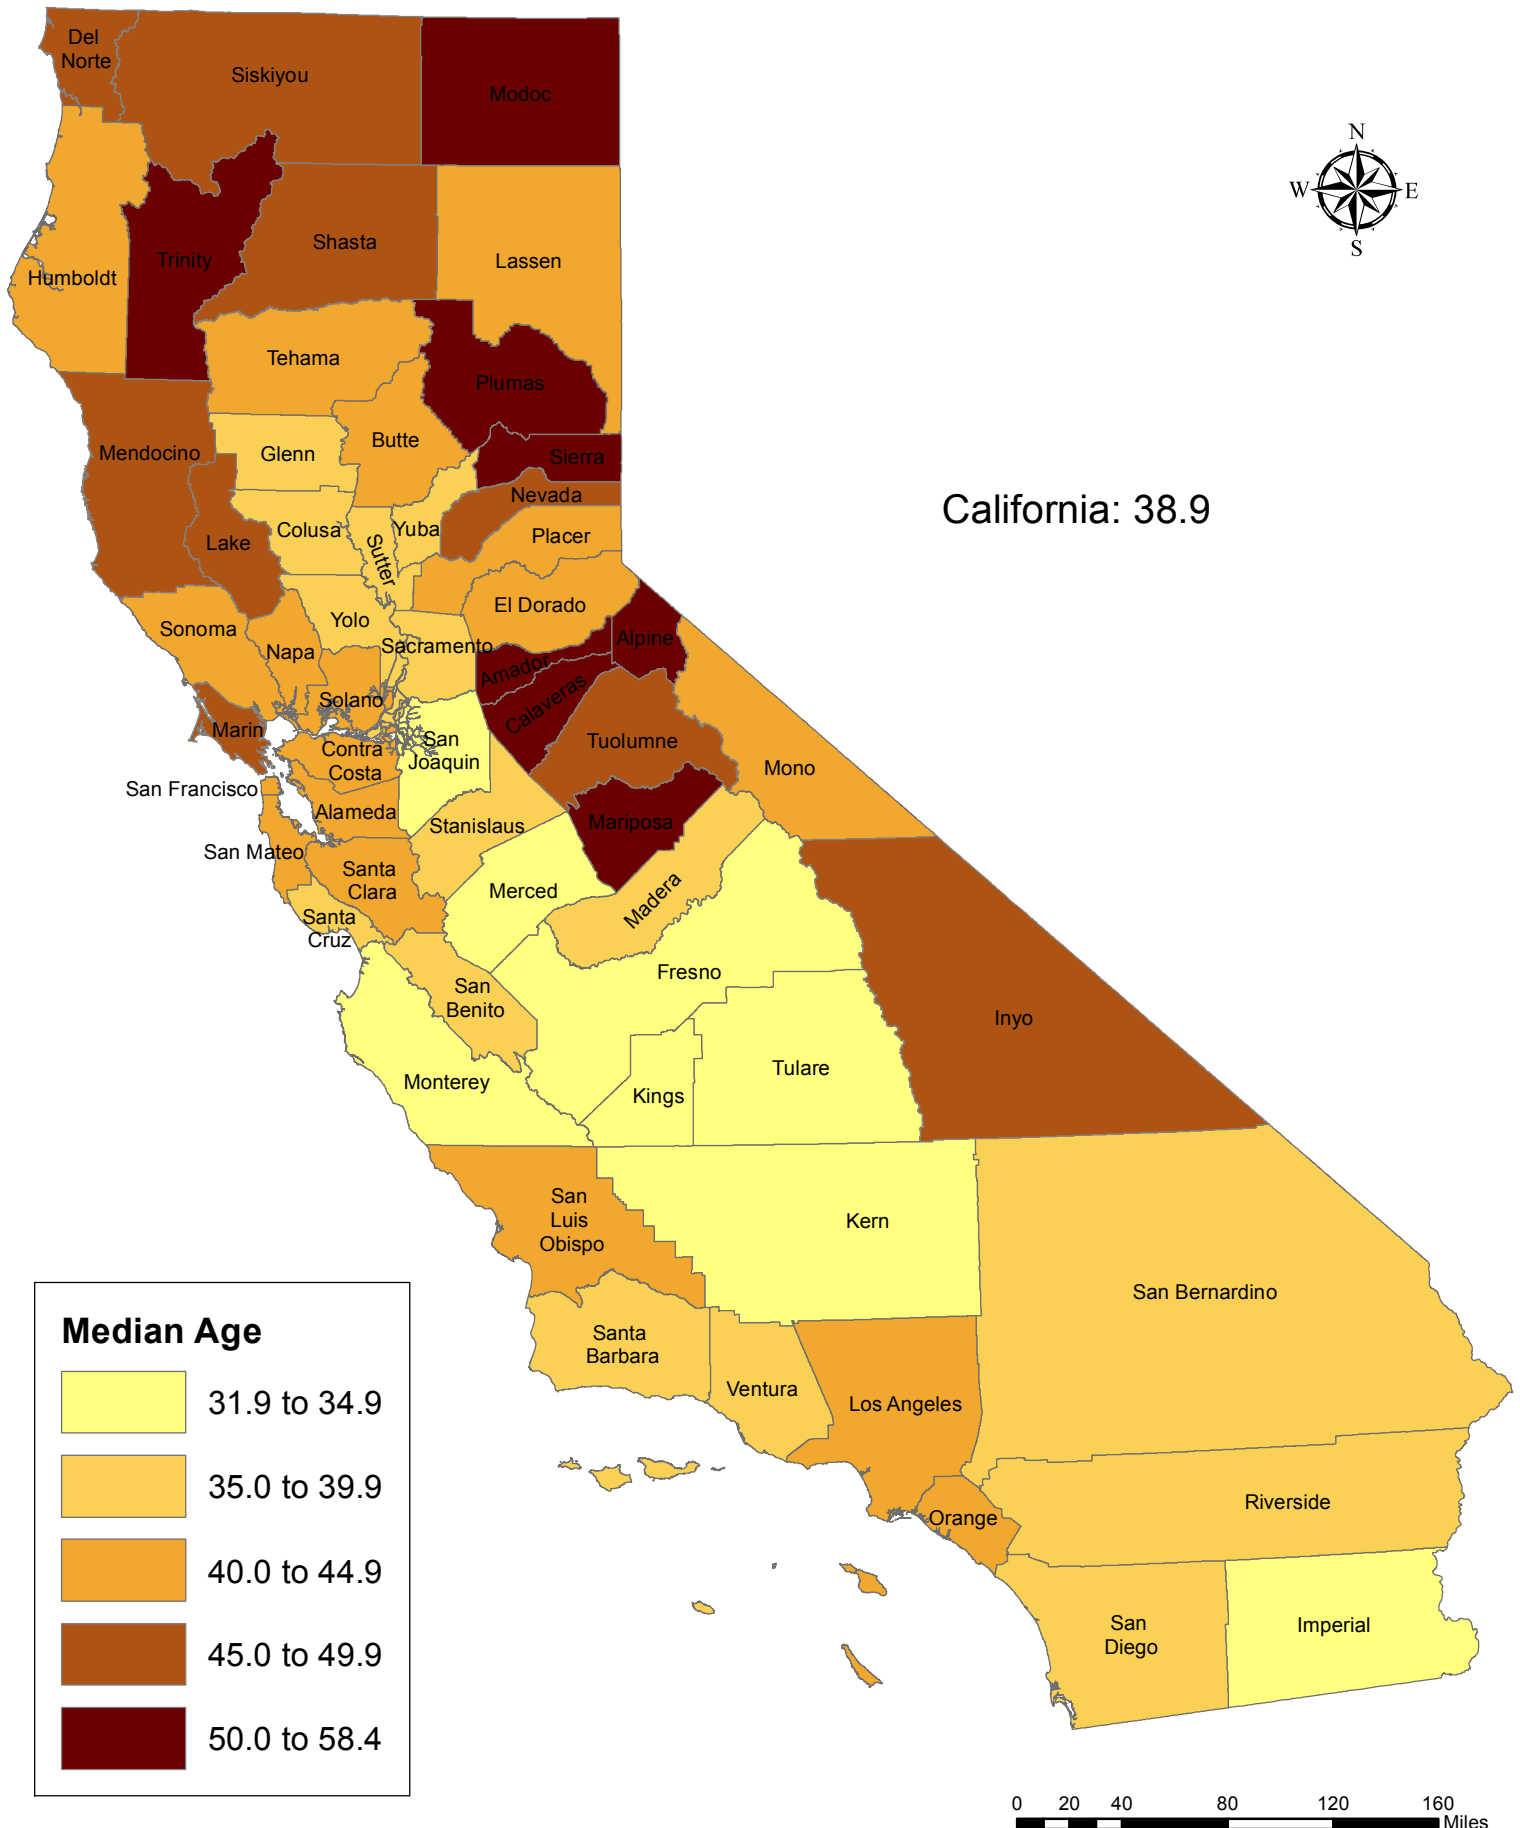 Del
Norte
Siskiyou
Modoc
N
W
E
S
Humboldt
Trinity
Shasta
Lassen
Tehama
Plumas
Mendocino
Glenn
Butte
Sierra
Nevada
California: 38.9
Lake
Colusa
Sutter
Yuba
Placer
Sonoma
Napa
Yolo
El Dorado
Sacramento
Amador
Alpine
Marin
Solano
Calaveras
Tuolumne
Contra
Costa
San
Joaquin
Mono
San Francisco
Alameda
Stanislaus
Mariposa
San Mateo
Santa
Clara
Merced
Madera
Santa
Cruz
San
Benito
Fresno
Inyo
Monterey
Kings
Tulare
San
Luis
Obispo
Kern
San Bernardino
Santa
Barbara
Ventura
Los Angeles
Orange
Riverside
San
Diego
Imperial
Median Age
31.9 to 34.9
35.0 to 39.9
40.0 to 44.9
45.0 to 49.9
50.0 to 58.4
0 20 40 80 120 160
Miles